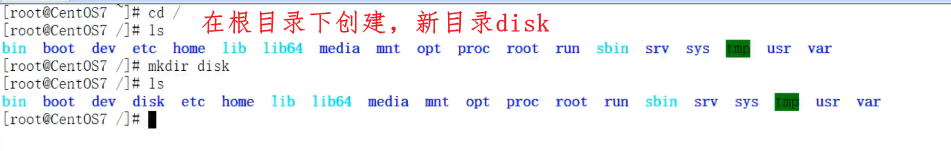 [root@CentOS7 ~]# cd /
[root@CentOS7 /]# ls
在根目录下创建，新目录disk
bin boot dev etc home lib lib64 media mnt opt proc root run sbin srv sys tmp usr var
[root@CentOS7 /]# mkdir disk
[root@CentOS7 /]# ls
bin boot dev disk etc home lib lib64 media mnt opt proc root run sbin srv sys tmp usr var
[root@CentOS7 /]#